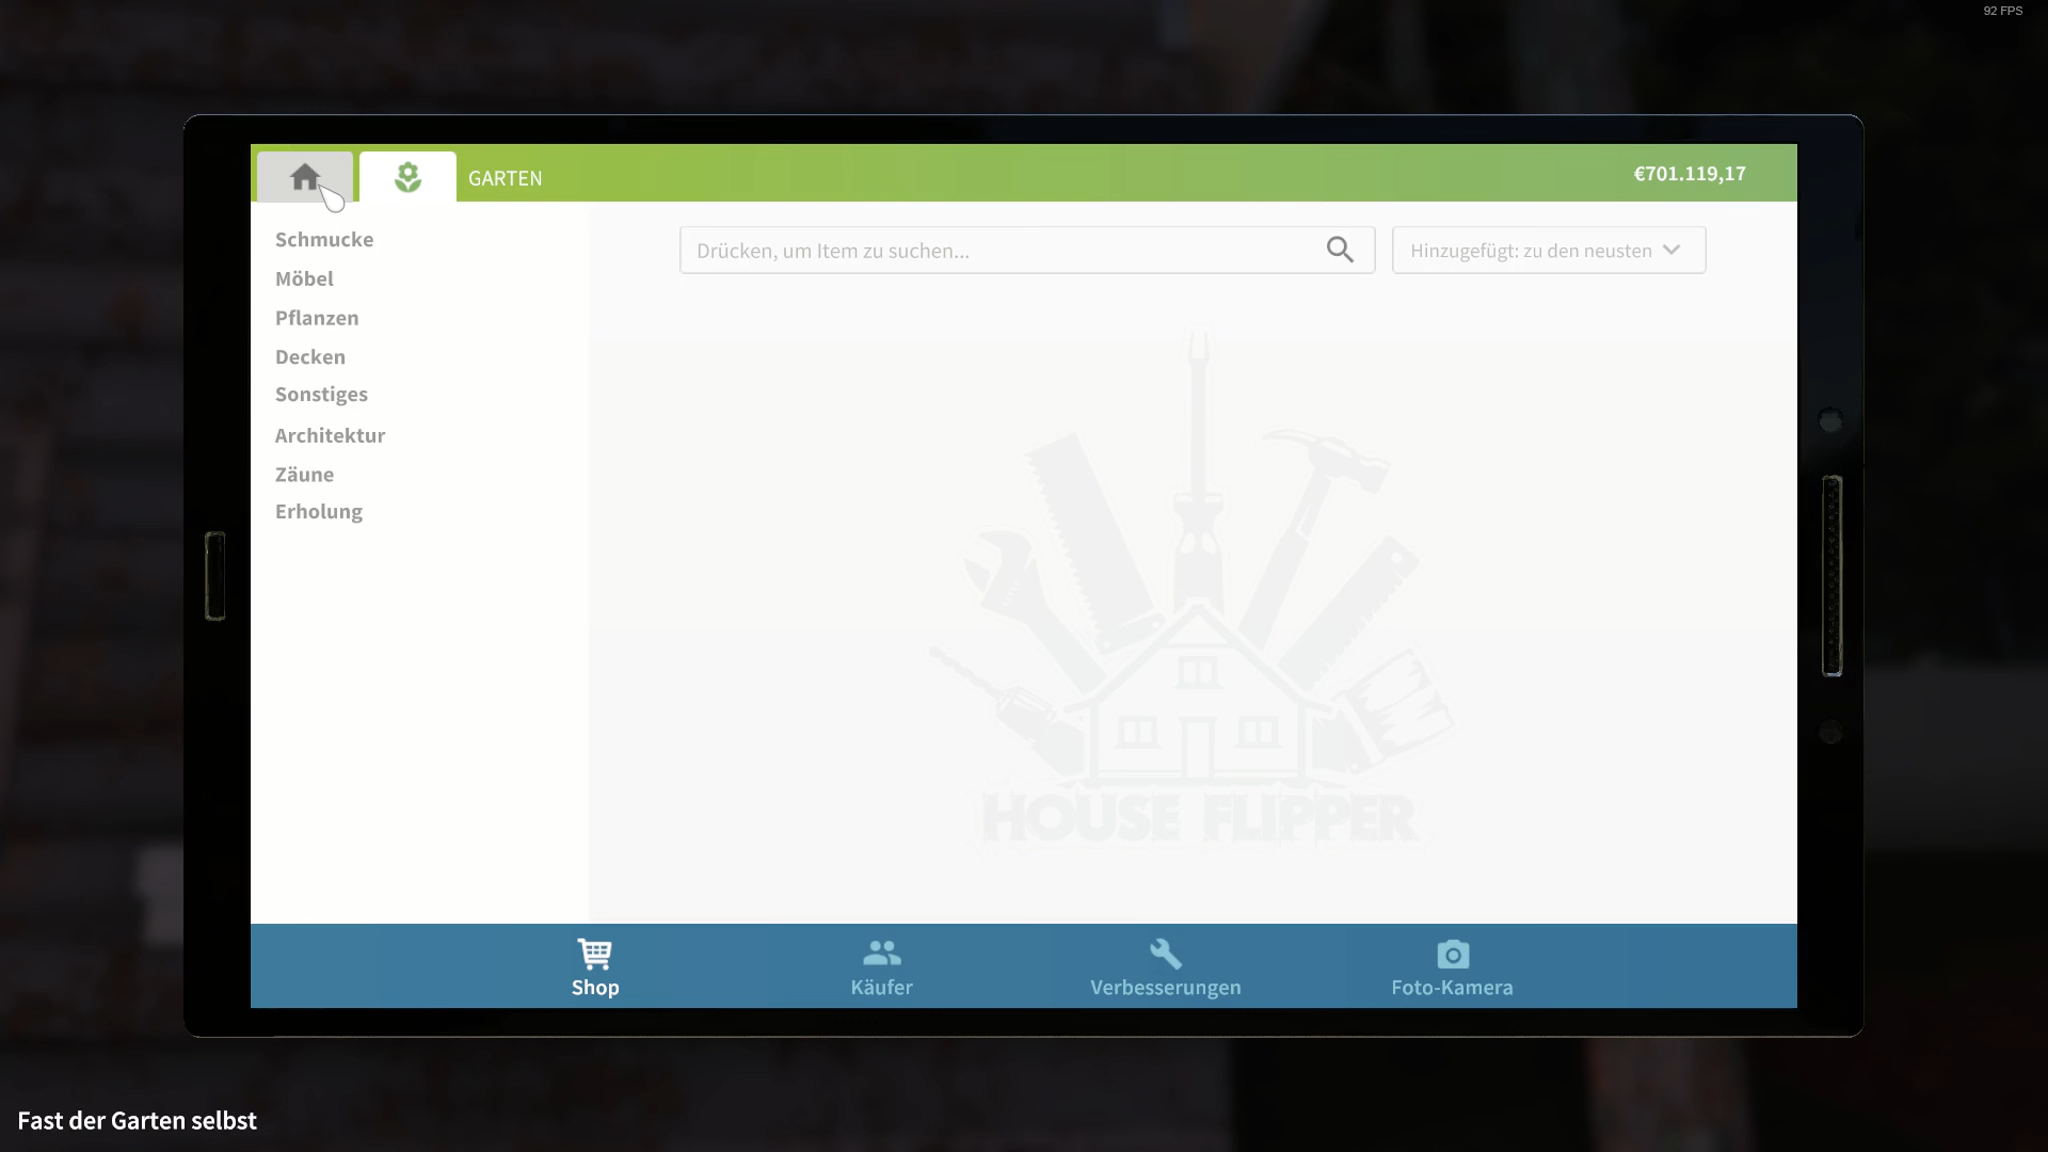 92 FPS
GARTEN
€701.119,17
Schmucke
Möbel
Pflanzen
Decken
Sonstiges
Architektur
Zäune
Erholung
Drücken, um Item zu suchen...
Hinzugefügt: zu den neusten
HOUSE FLIPPER
Shop
Käufer
Verbesserungen
Foto-Kamera
Fast der Garten selbst